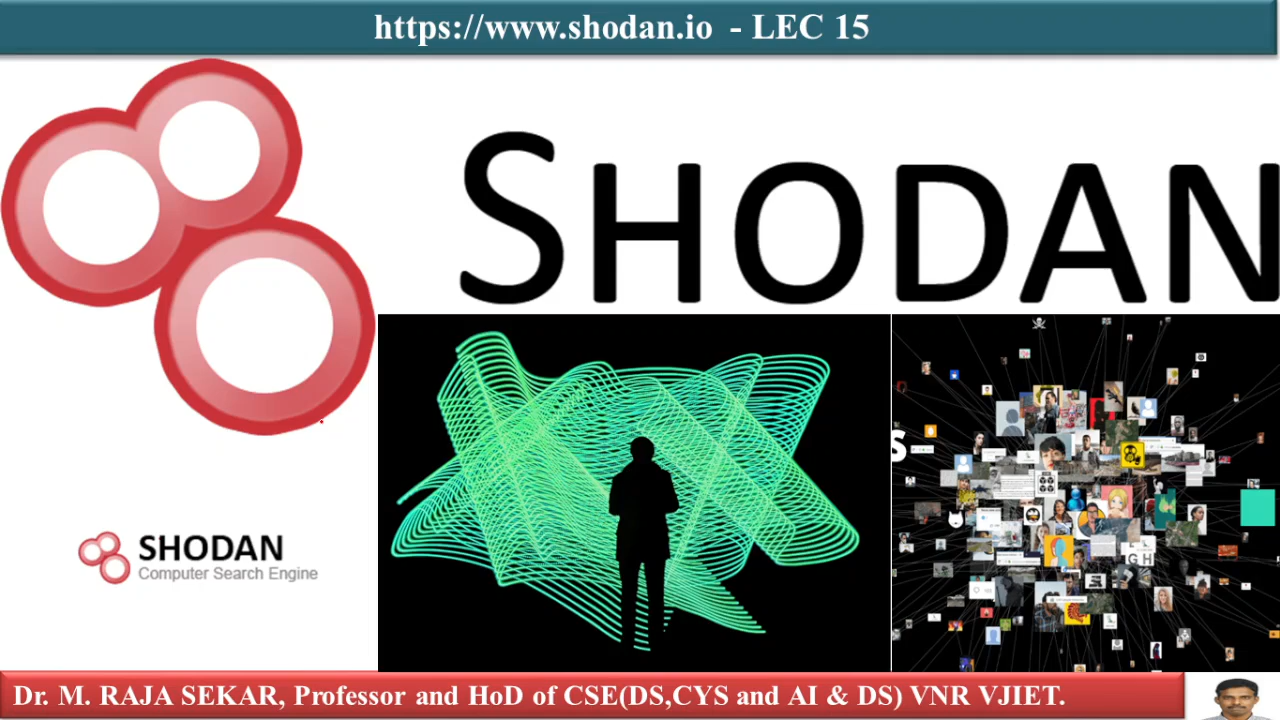 https://www.shodan.io - LEC 15
SHODAN
SHODAN
Computer Search Engine
S
GH
Dr. M. RAJA SEKAR, Professor and HoD of CSE(DS,CYS and AI & DS) VNR VJIET.